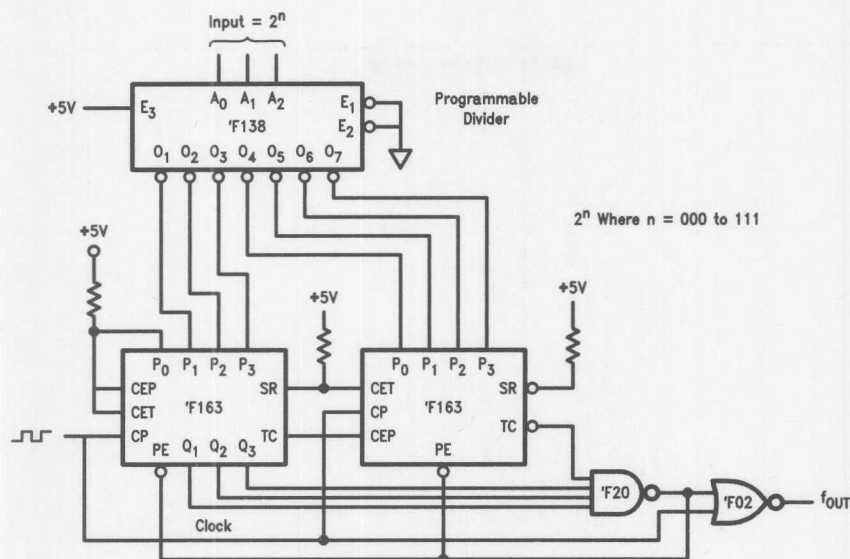 Input = 2ⁿ
+5V
E₃
A₀ A₁ A₂
E₁
E₂
'F138
O₁ O₂ O₃ O₄ O₅ O₆ O₇
Programmable
Divider
2ⁿ Where n = 000 to 111
+5V
+5V
+5V
P₀ P₁ P₂ P₃
CEP
CET
CP
'F163
SR
TC
PE Q₁ Q₂ Q₃
P₀ P₁ P₂ P₃
CET
CP
CEP
'F163
SR
TC
PE
'F20
'F02
fOUT
Clock